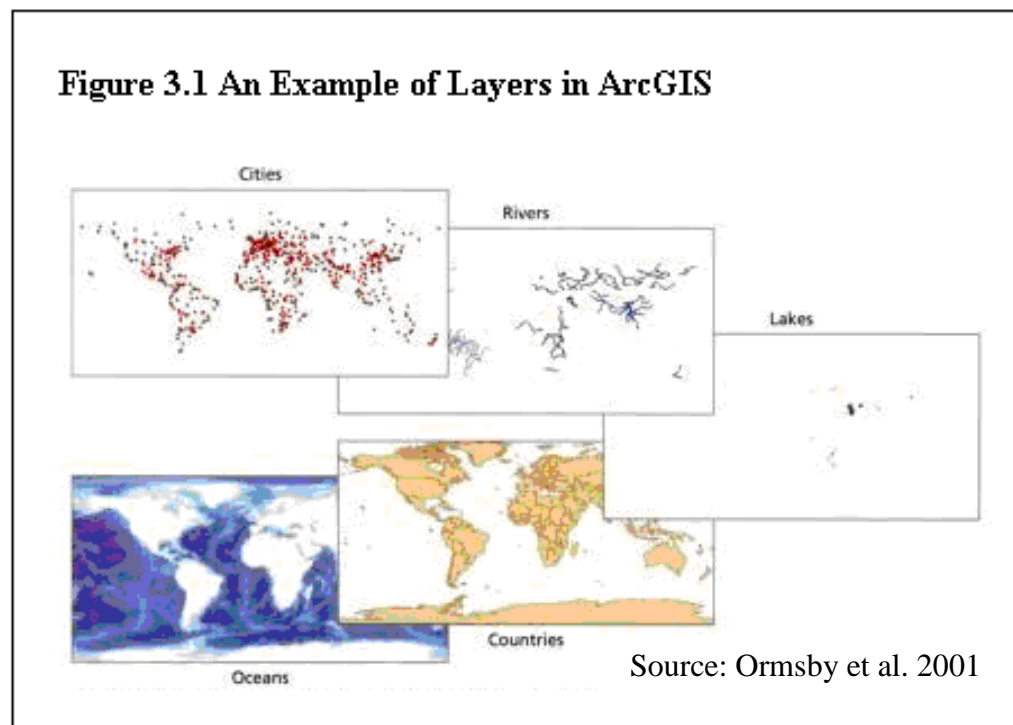 Figure 3.1 An Example of Layers in ArcGIS
Cities
Rivers
Lakes
Countries
Oceans
Source: Ormsby et al. 2001